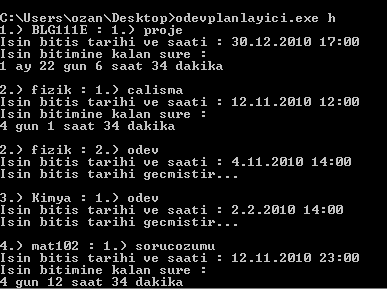 C:\Users\ozan\Desktop>odevplanlayici.exe h
1.) BLG111E : 1.) proje
Isin bitis tarihi ve saati : 30.12.2010 17:00
Isin bitimine kalan sure :
1 ay 22 gun 6 saat 34 dakika
2.) fizik : 1.) calisma
Isin bitis tarihi ve saati : 12.11.2010 12:00
Isin bitimine kalan sure :
4 gun 1 saat 34 dakika
2.) fizik : 2.) odev
Isin bitis tarihi ve saati : 4.11.2010 14:00
Isin bitis tarihi gecmistir...
3.) Kimya : 1.) odev
Isin bitis tarihi ve saati : 2.2.2010 14:00
Isin bitis tarihi gecmistir...
4.) mat102 : 1.) sorucozumu
Isin bitis tarihi ve saati : 12.11.2010 23:00
Isin bitimine kalan sure :
4 gun 12 saat 34 dakika